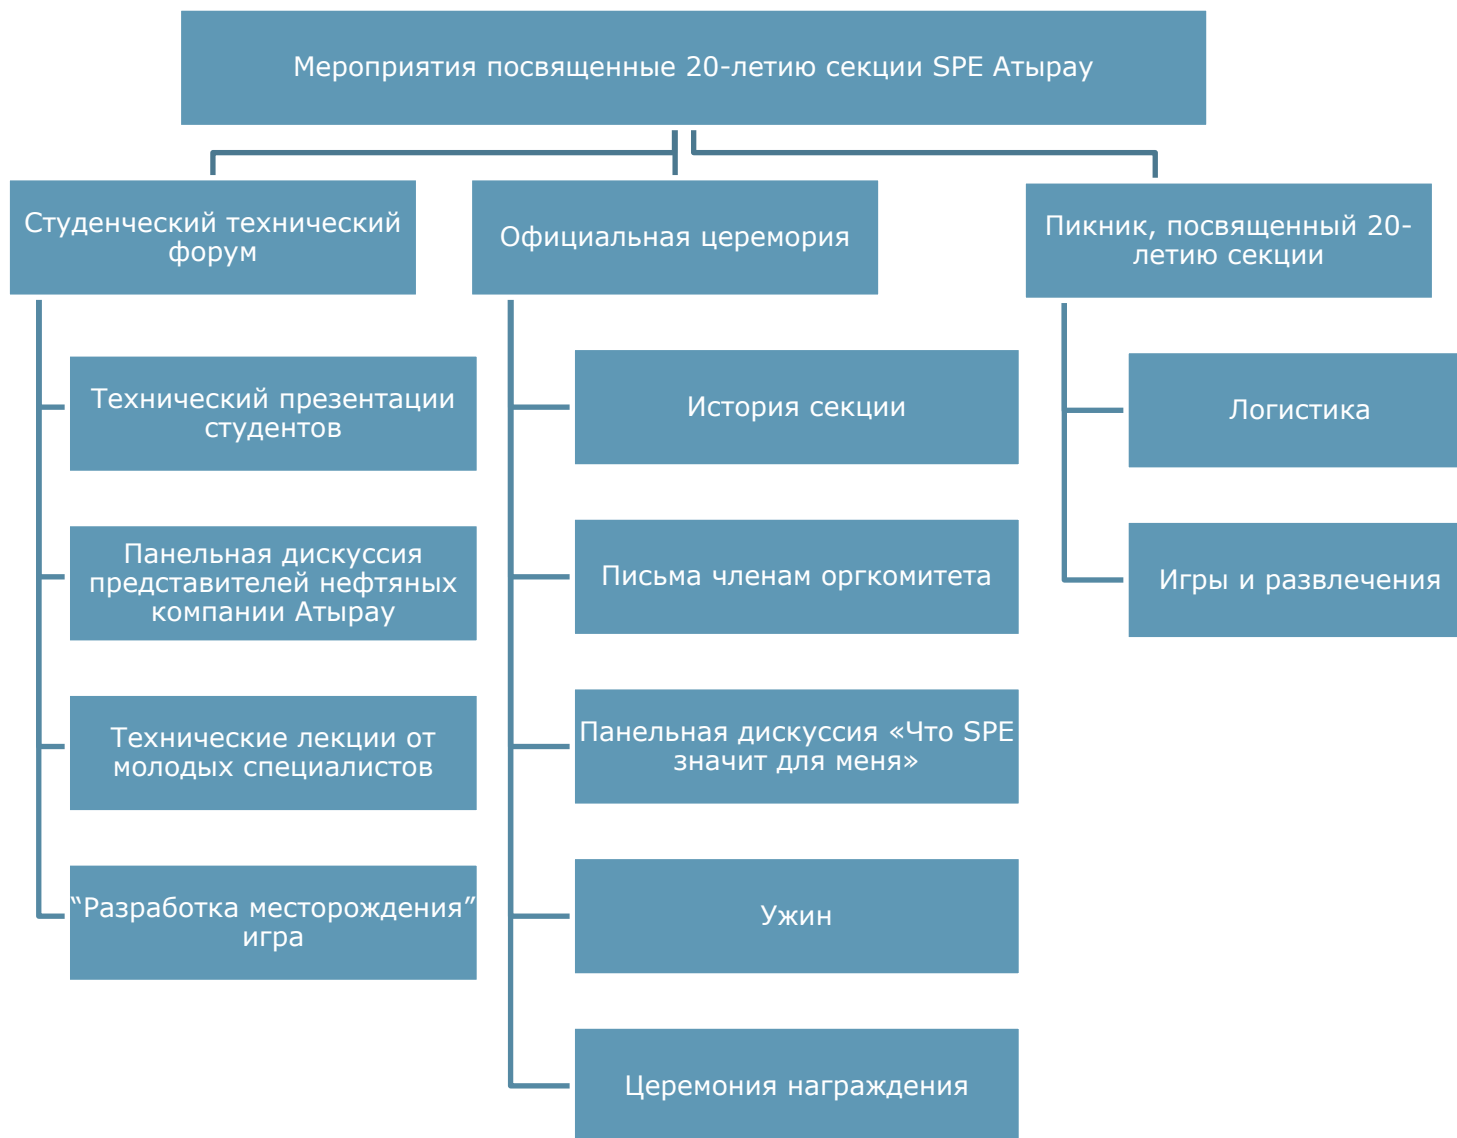 Мероприятия посвященные 20-летию секции SPE Атырау
Студенческий технический
форум
Технический презентации
студентов
Панельная дискуссия
представителей нефтяных
компании Атырау
Технические лекции от
молодых специалистов
“Разработка месторождения”
игра
Официальная церемория
История секции
Письма членам оргкомитета
Панельная дискуссия «Что SPE
значит для меня»
Ужин
Церемония награждения
Пикник, посвященный 20-
летию секции
Логистика
Игры и развлечения